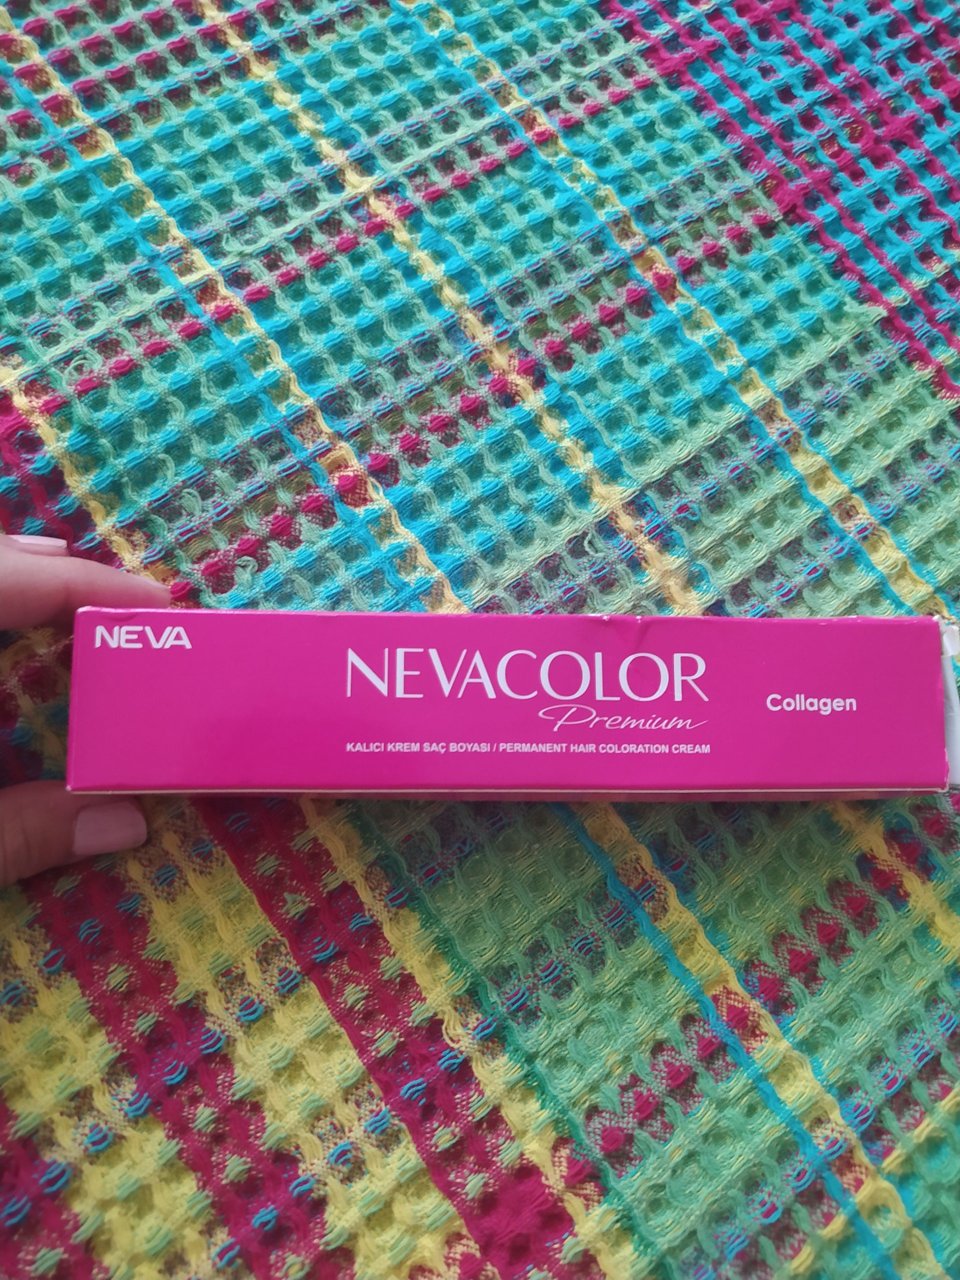 NEVA
NEVACOLOR
Premium
Collagen
KALICI KREM SAÇ BOYASI / PERMANENT HAIR COLORATION CREAM